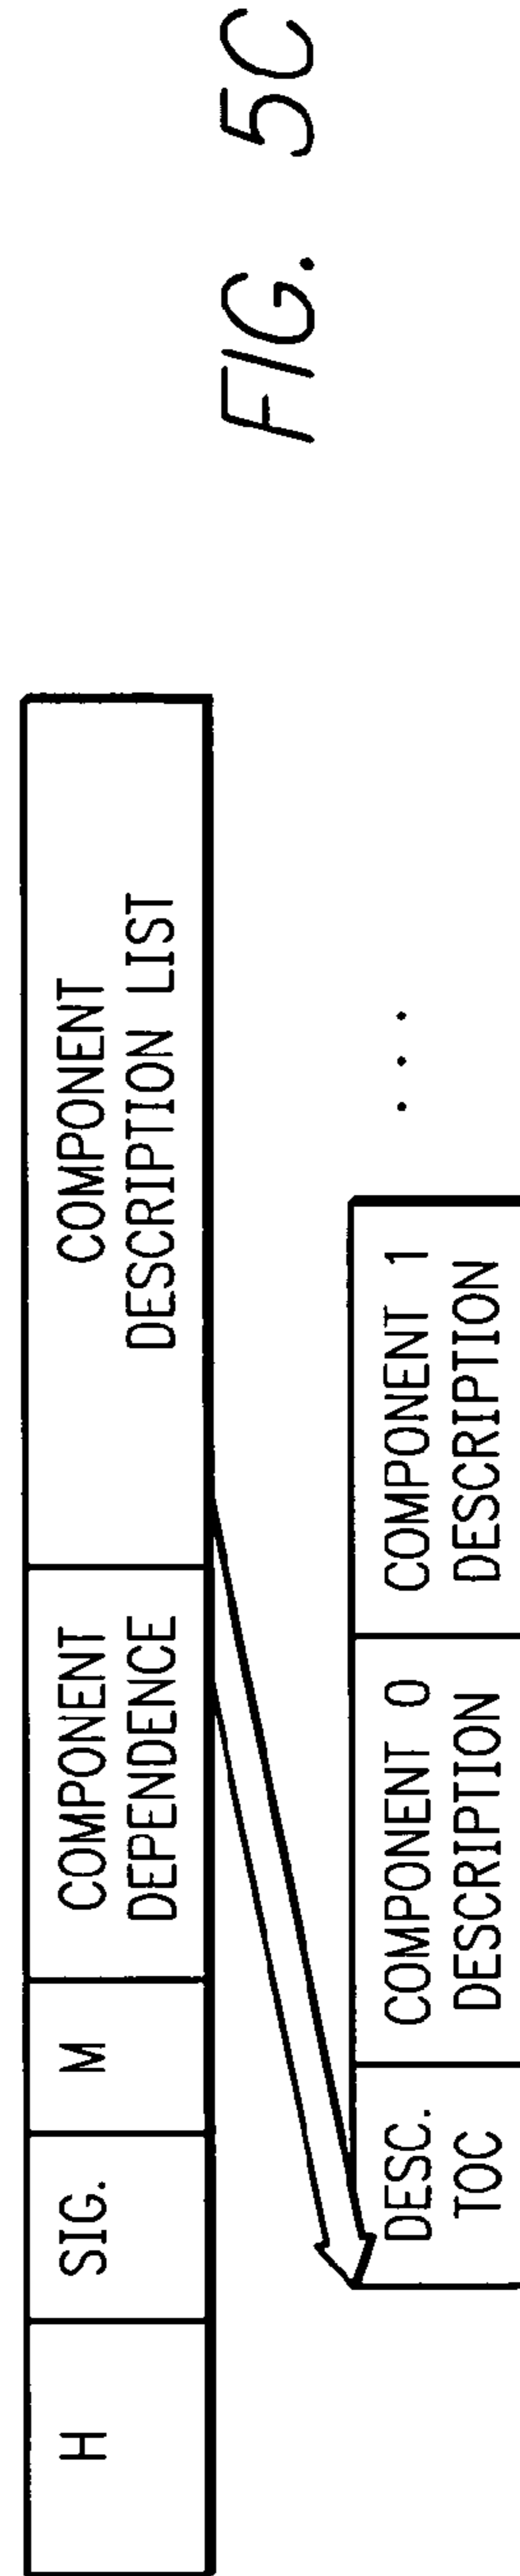 H
SIG.
M
COMPONENT
DEPENDENCE
COMPONENT
DESCRIPTION LIST
DESC.
TOC
COMPONENT 0
DESCRIPTION
COMPONENT 1
DESCRIPTION
. . .
FIG. 5C